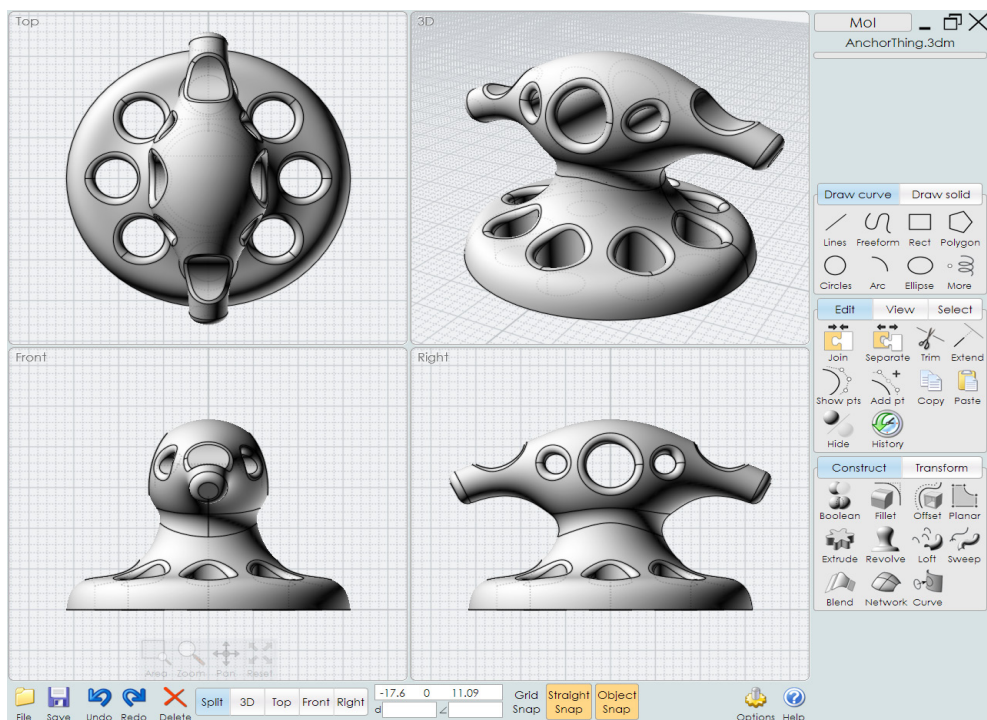 Top
3D
MoI
AnchorThing.3dm
Draw curve Draw solid
Lines Freeform Rect Polygon
Circles Arc Ellipse More
Front
Right
Edit View Select
Join Separate Trim Extend
Show pts Add pt Copy Paste
Hide History
Construct Transform
Boolean Fillet Offset Planar
Extrude Revolve Loft Sweep
Blend Network Curve
Area Zoom Pan Reset
File Save Undo Redo Delete
Split 3D Top Front Right
-17.6 0 11.09
d
Grid Snap
Straight Snap
Object Snap
Options Help